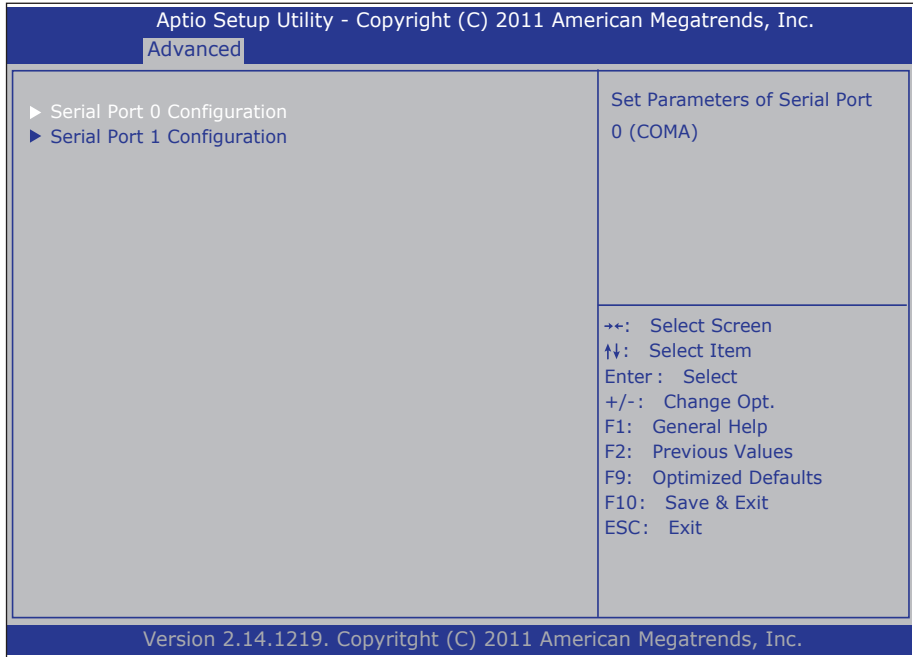 Aptio Setup Utility - Copyright (C) 2011 American Megatrends, Inc.
Advanced
▶ Serial Port 0 Configuration
▶ Serial Port 1 Configuration
Set Parameters of Serial Port
0 (COMA)
→←: Select Screen
↑↓: Select Item
Enter : Select
+/-: Change Opt.
F1: General Help
F2: Previous Values
F9: Optimized Defaults
F10: Save & Exit
ESC: Exit
Version 2.14.1219. Copyritght (C) 2011 American Megatrends, Inc.